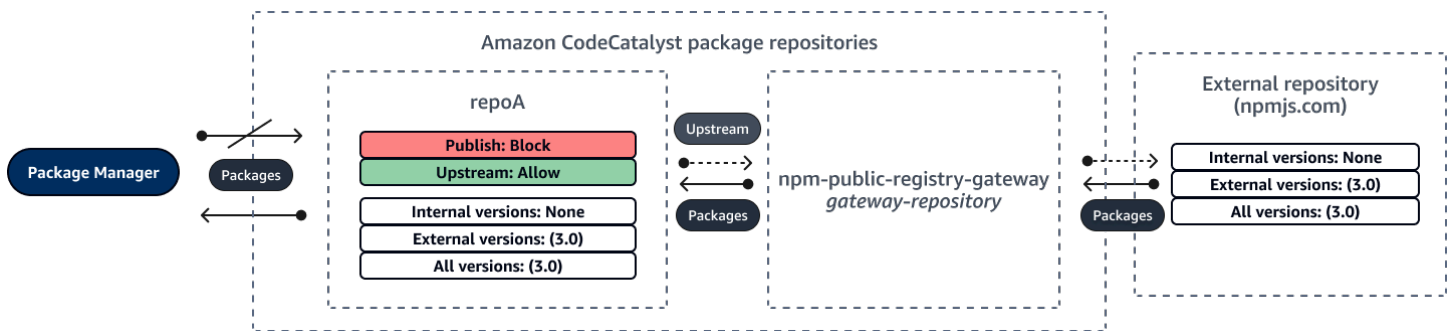 Amazon CodeCatalyst package repositories
Package Manager
Packages
repoA
Publish: Block
Upstream: Allow
Internal versions: None
External versions: (3.0)
All versions: (3.0)
Upstream
Packages
npm-public-registry-gateway
gateway-repository
Packages
External repository
(npmjs.com)
Internal versions: None
External versions: (3.0)
All versions: (3.0)